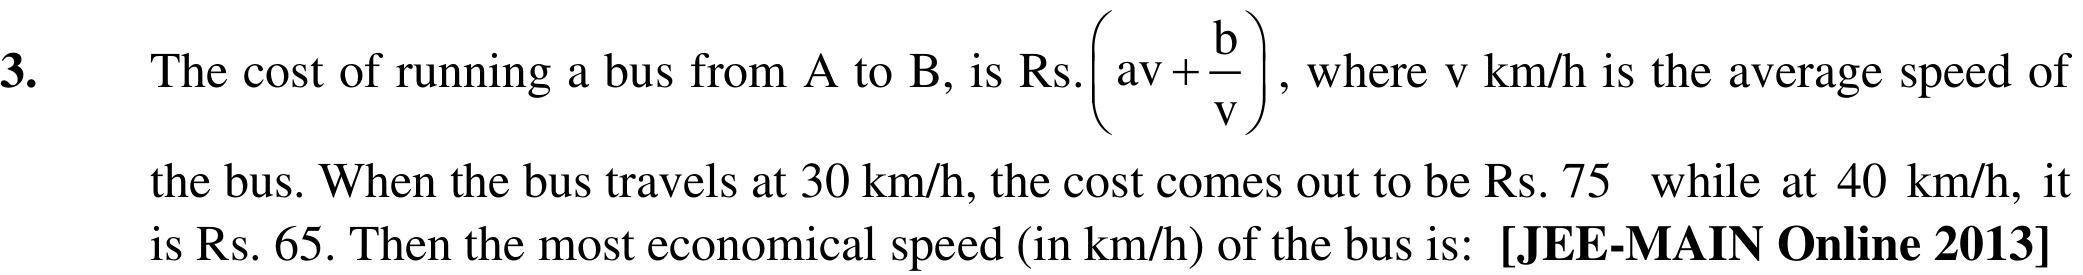 3. The cost of running a bus from A to B, is Rs. (av + b/v), where v km/h is the average speed of
the bus. When the bus travels at 30 km/h, the cost comes out to be Rs. 75 while at 40 km/h, it
is Rs. 65. Then the most economical speed (in km/h) of the bus is: [JEE-MAIN Online 2013]